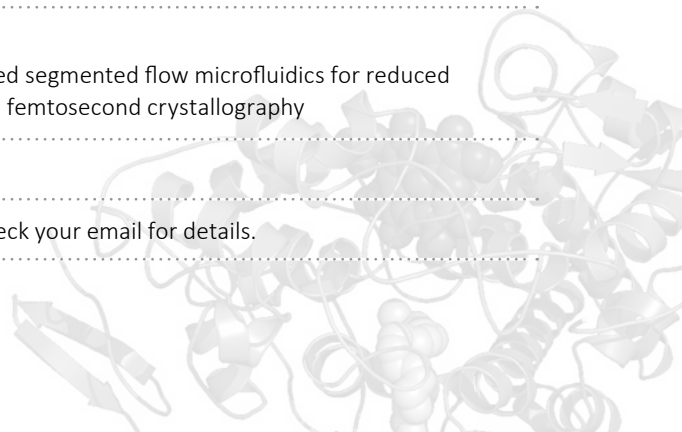 ed segmented flow microfluidics for reduced
femtosecond crystallography
eck your email for details.